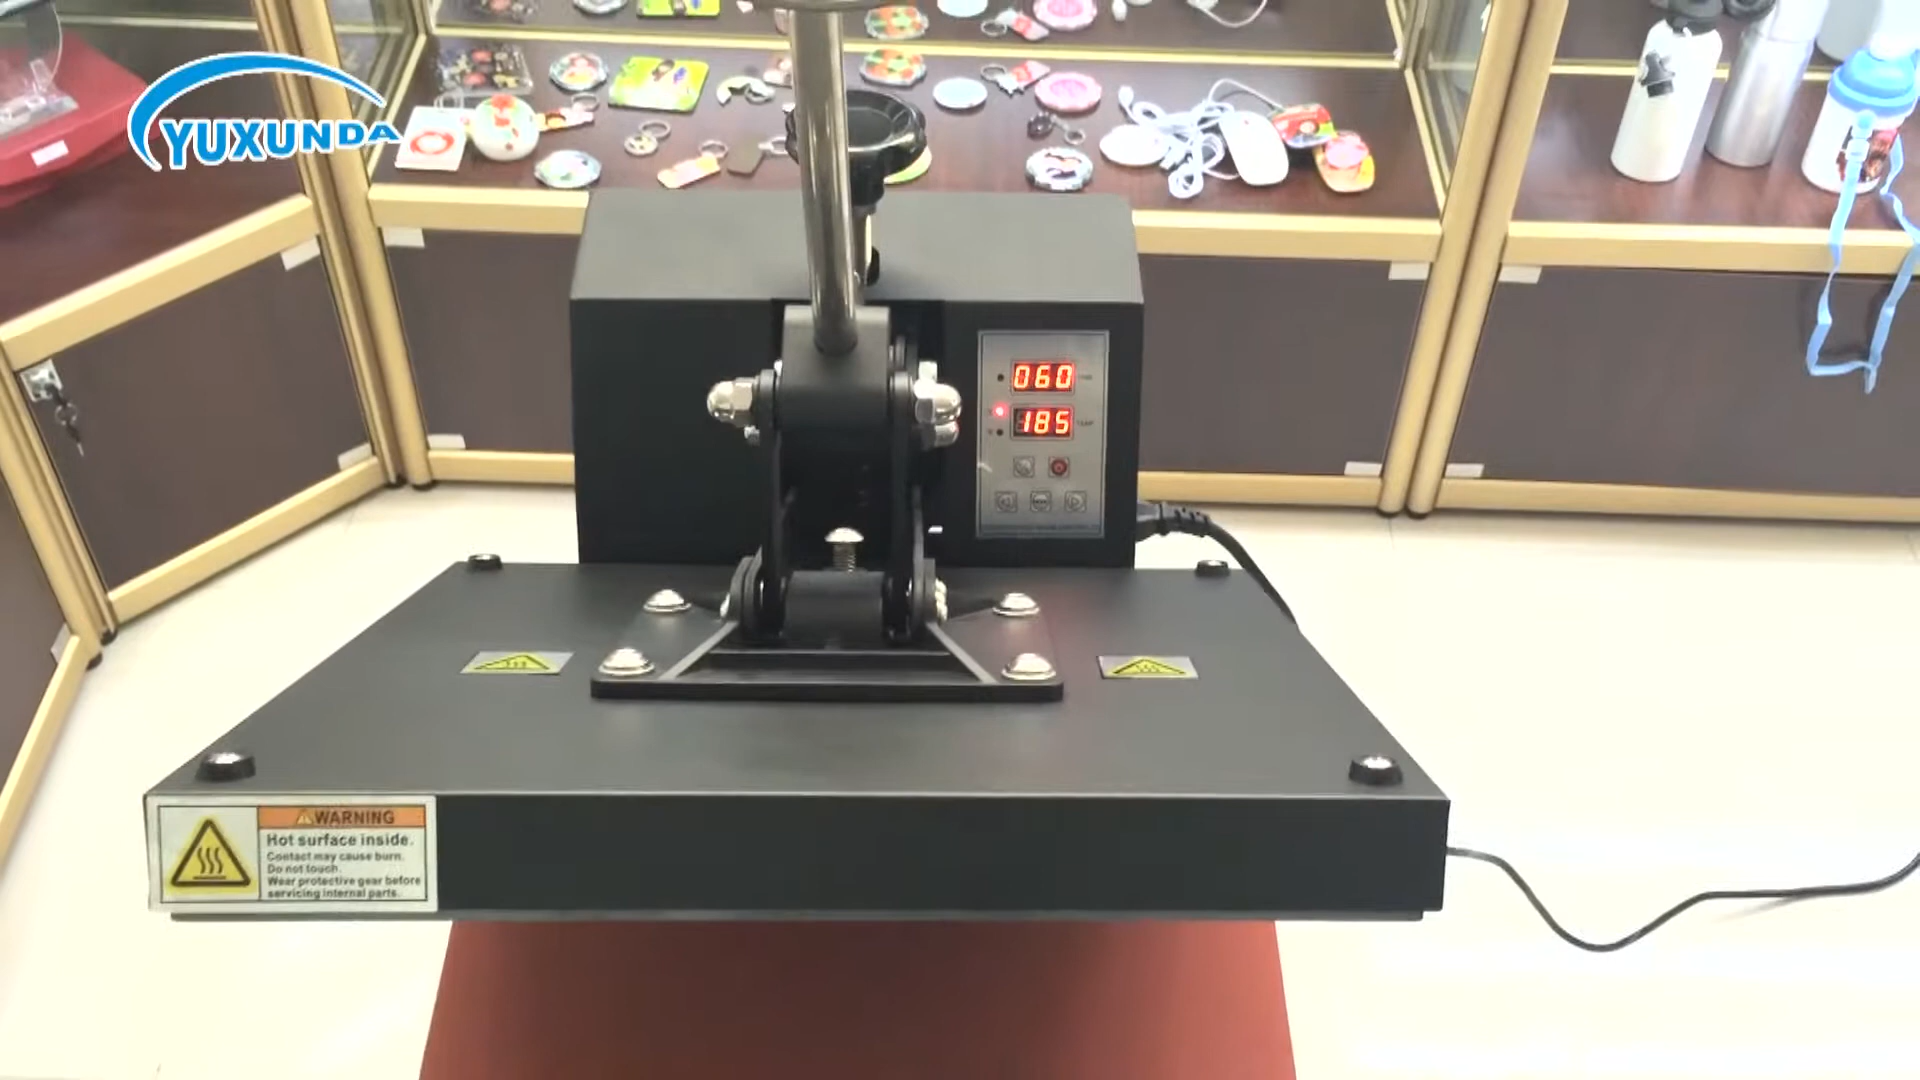 YUXUNDA
060
185
TEMP
WARNING
Hot surface inside.
Contact may cause burn.
Do not touch.
Wear protective gear before
servicing internal parts.